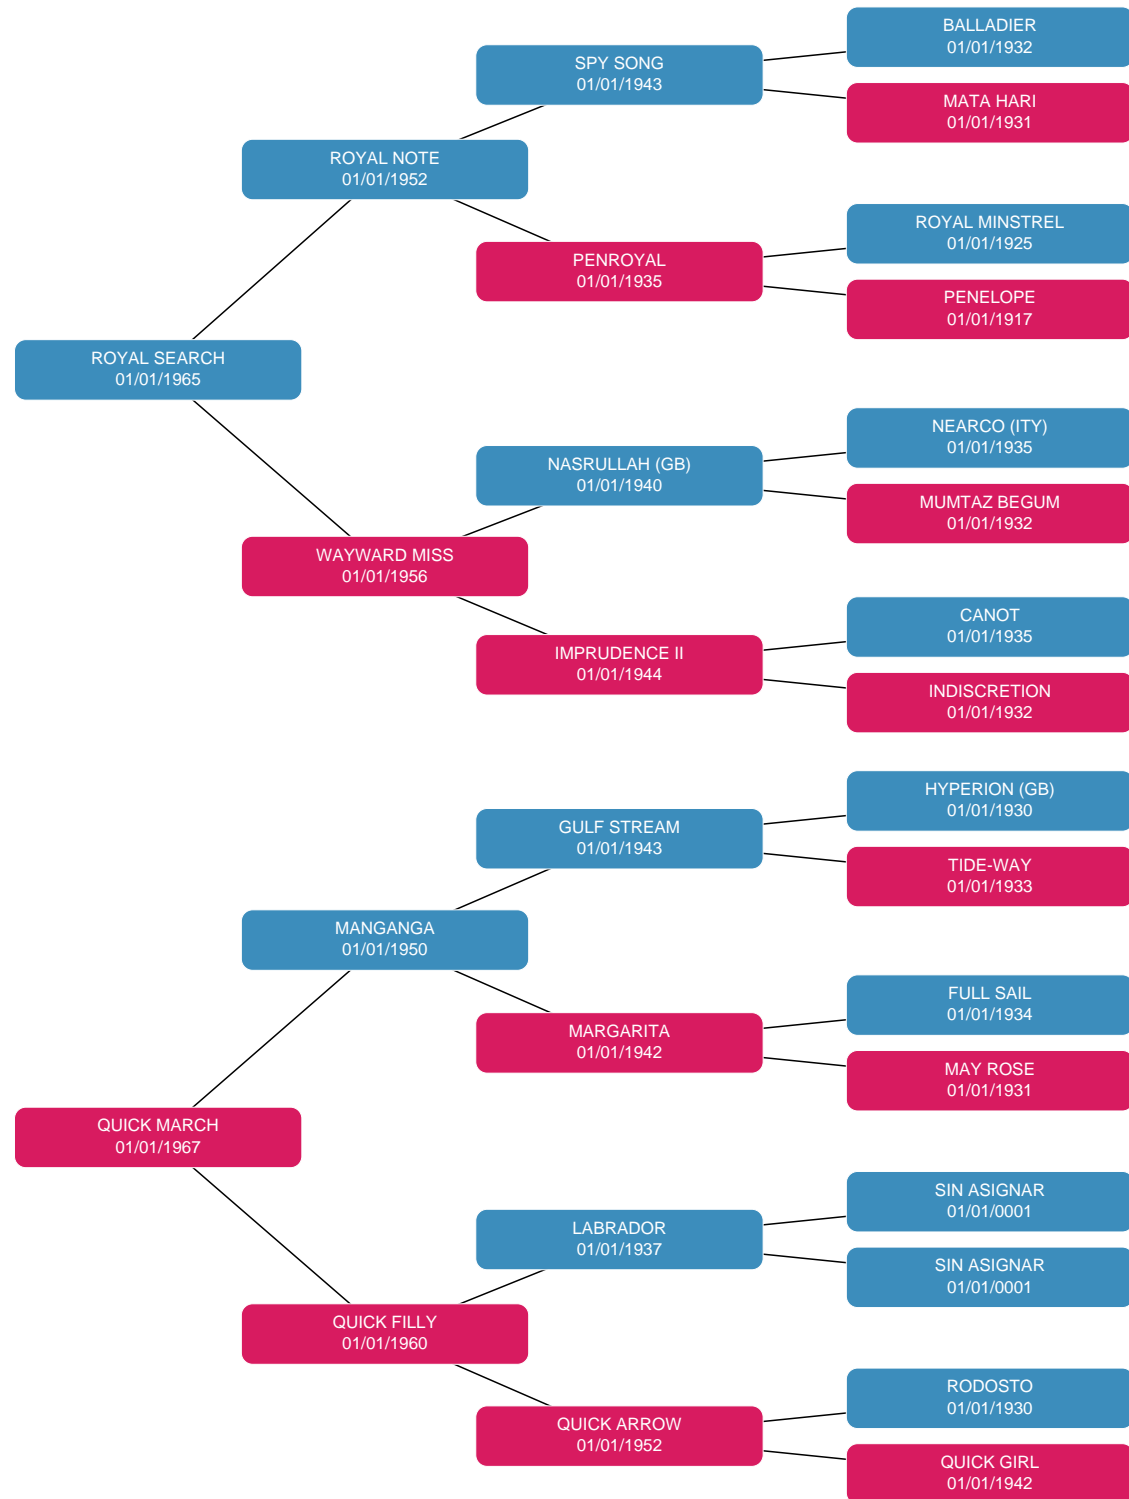 BALLADIER
01/01/1932
SPY SONG
01/01/1943
MATA HARI
01/01/1931
ROYAL NOTE
01/01/1952
ROYAL MINSTREL
01/01/1925
PENROYAL
01/01/1935
PENELOPE
01/01/1917
ROYAL SEARCH
01/01/1965
NEARCO (ITY)
01/01/1935
NASRULLAH (GB)
01/01/1940
MUMTAZ BEGUM
01/01/1932
WAYWARD MISS
01/01/1956
CANOT
01/01/1935
IMPRUDENCE II
01/01/1944
INDISCRETION
01/01/1932
HYPERION (GB)
01/01/1930
GULF STREAM
01/01/1943
TIDE-WAY
01/01/1933
MANGANGA
01/01/1950
FULL SAIL
01/01/1934
MARGARITA
01/01/1942
MAY ROSE
01/01/1931
QUICK MARCH
01/01/1967
SIN ASIGNAR
01/01/0001
LABRADOR
01/01/1937
SIN ASIGNAR
01/01/0001
QUICK FILLY
01/01/1960
RODOSTO
01/01/1930
QUICK ARROW
01/01/1952
QUICK GIRL
01/01/1942